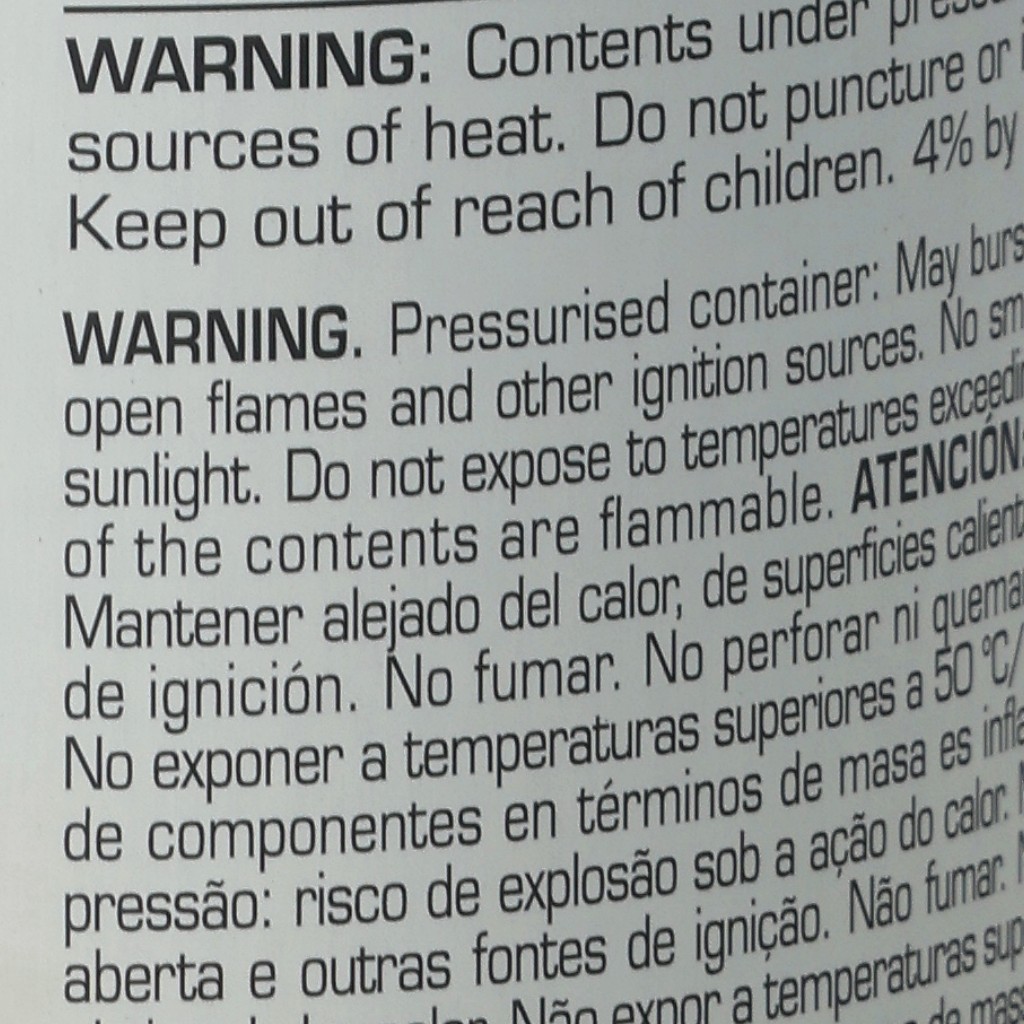 WARNING: Contents under
sources of heat. Do not puncture or
Keep out of reach of children. 4% by
WARNING. Pressurised container: May
open flames and other ignition sources. No
sunlight. Do not expose to temperatures
of the contents are flammable. ATENCIÓN:
Mantener alejado del calor, de superficies
de ignición. No fumar. No perforar ni
No exponer a temperaturas superiores a 50 °C/
de componentes en términos de masa es
pressão: risco de explosão sob a ação do calor.
aberta e outras fontes de ignição. Não fumar.
Não expor a temperaturas